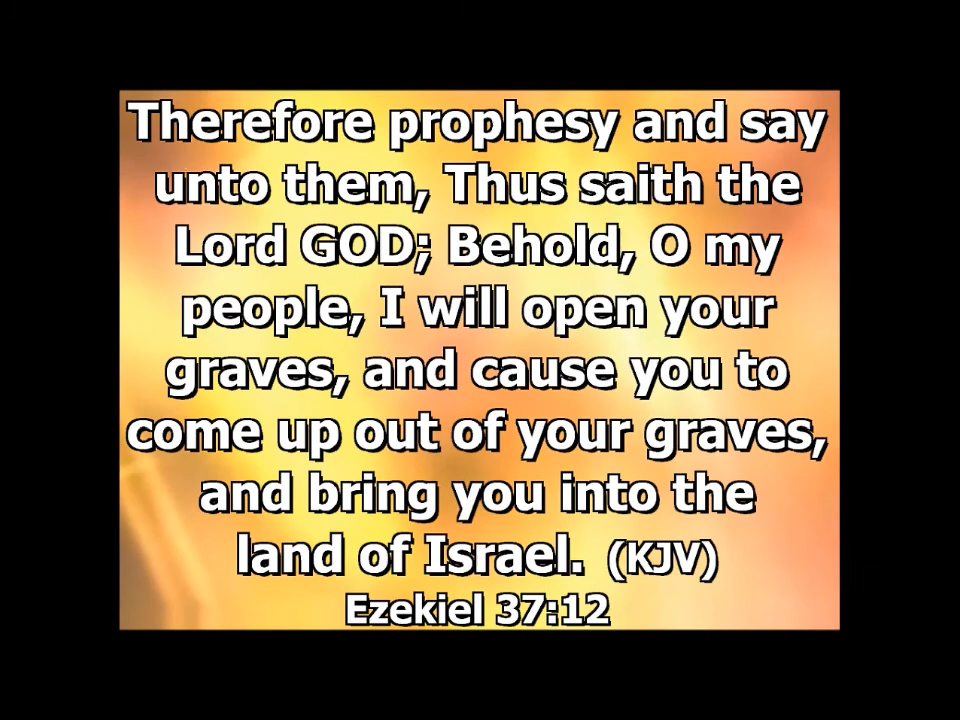 Therefore prophesy and say
unto them, Thus saith the
Lord GOD; Behold, O my
people, I will open your
graves, and cause you to
come up out of your graves,
and bring you into the
land of Israel. (KJV)
Ezekiel 37:12